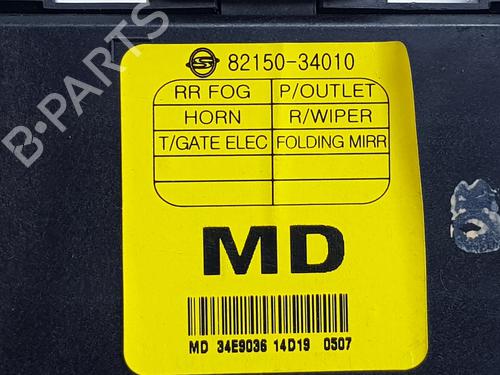 82150-34010
RR FOG P/OUTLET
HORN R/WIPER
T/GATE ELEC FOLDING MIRR
MD
MD 34E9036 14D19 0507
B-PARTS